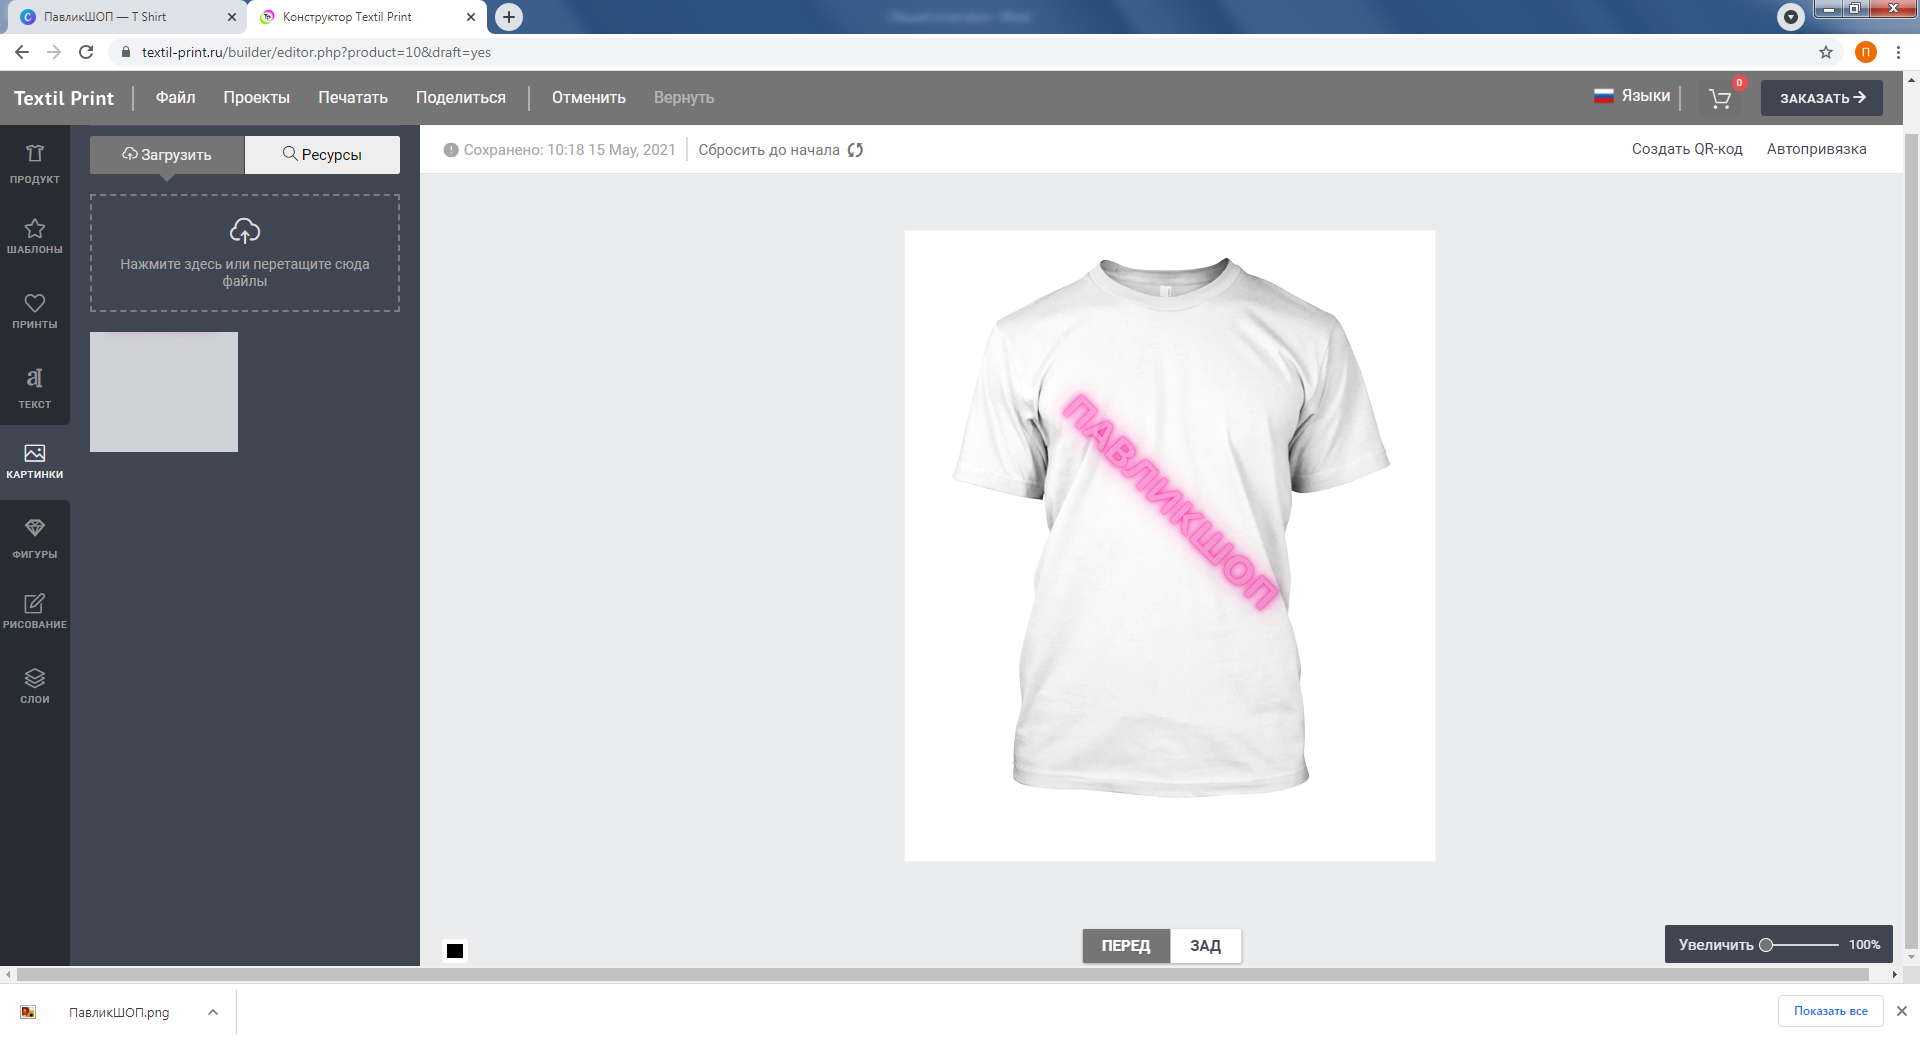 ПавликШОП — T Shirt
Конструктор Textil Print
textil-print.ru/builder/editor.php?product=10&draft=yes
П
Textil Print
Файл
Проекты
Печатать
Поделиться
Отменить
Вернуть
Языки
0
ЗАКАЗАТЬ
ПРОДУКТ
ШАБЛОНЫ
ПРИНТЫ
ТЕКСТ
КАРТИНКИ
ФИГУРЫ
РИСОВАНИЕ
СЛОИ
Загрузить
Ресурсы
Нажмите здесь или перетащите сюда
файлы
Сохранено: 10:18 15 May, 2021
Сбросить до начала
Создать QR-код
Автопривязка
ПАВЛИКШОП
ПЕРЕД
ЗАД
Увеличить
100%
ПавликШОП.png
Показать все